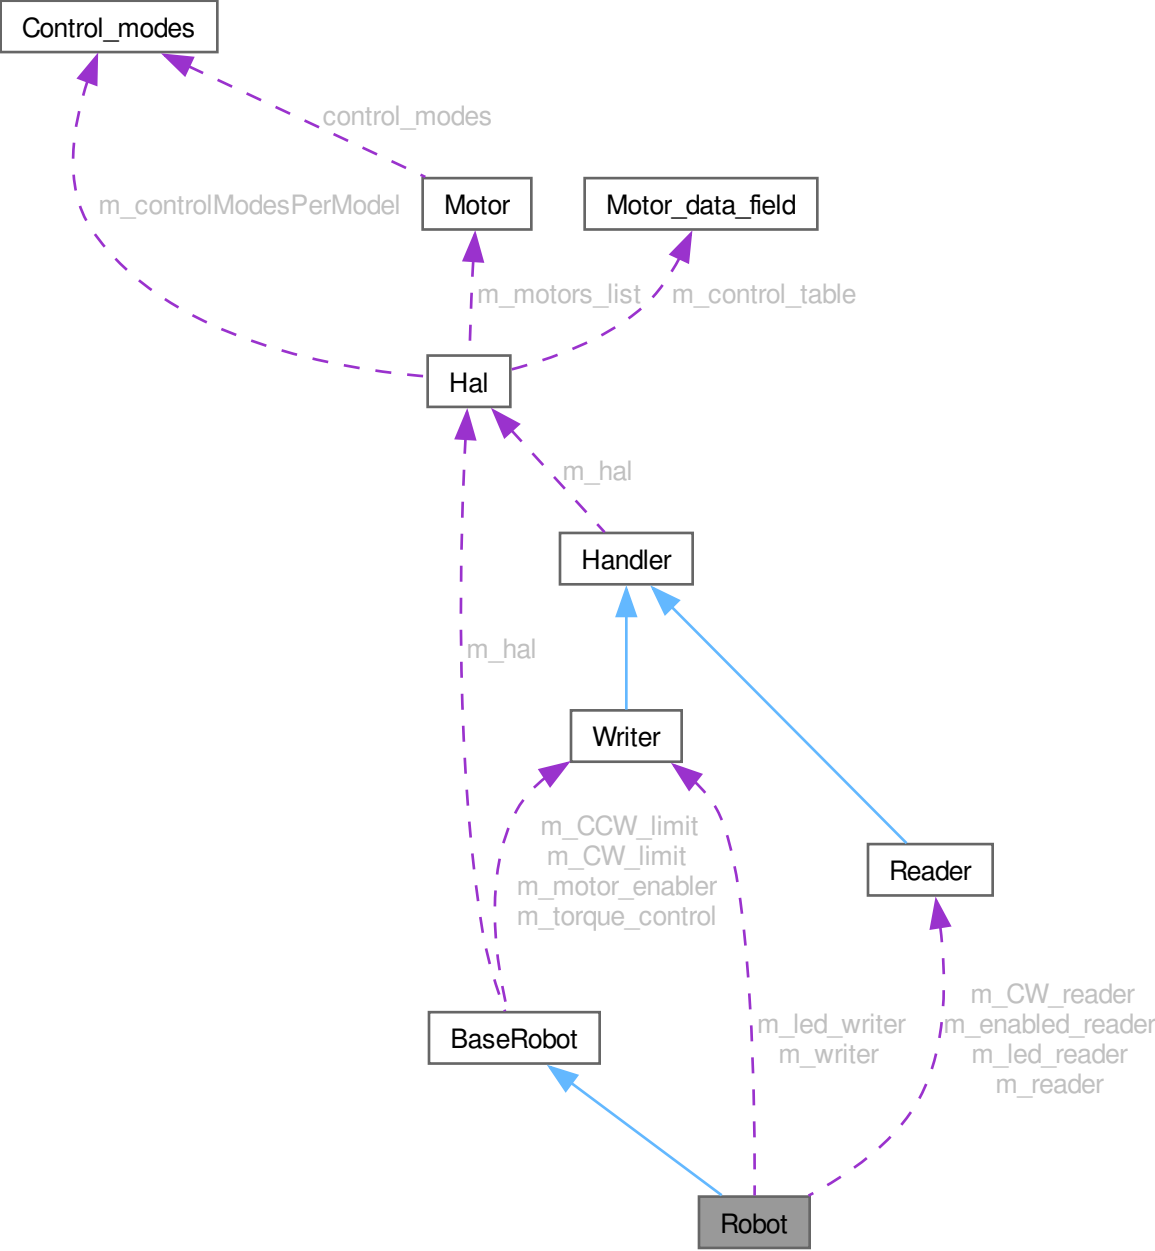 Control_modes
control_modes
m_controlModesPerModel
Motor
Motor_data_field
m_motors_list
m_control_table
Hal
m_hal
Handler
m_hal
Writer
m_CCW_limit
m_CW_limit
m_motor_enabler
m_torque_control
Reader
m_CW_reader
m_enabled_reader
m_led_reader
m_reader
m_led_writer
m_writer
BaseRobot
Robot